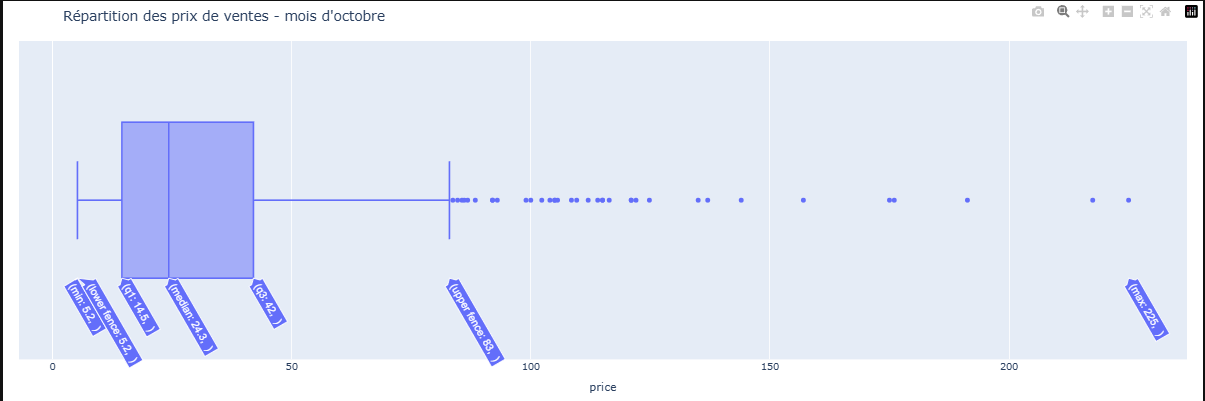 Répartition des prix de ventes - mois d'octobre
(min: 5.2, )
(lower fence: 5.2, )
(q1: 14.5, )
(median: 24.3, )
(q3: 42, )
(upper fence: 83, )
(max: 225, )
0 50 100 150 200
price